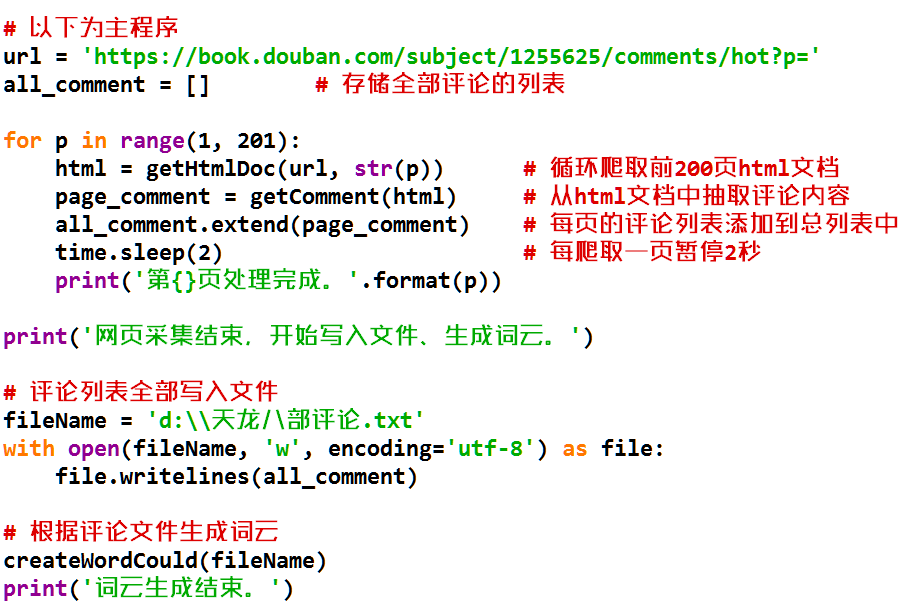 # 以下为主程序
url = 'https://book.douban.com/subject/1255625/comments/hot?p='
all_comment = []        # 存储全部评论的列表
for p in range(1, 201):
    html = getHtmlDoc(url, str(p))      # 循环爬取前200页html文档
    page_comment = getComment(html)     # 从html文档中抽取评论内容
    all_comment.extend(page_comment)    # 每页的评论列表添加到总列表中
    time.sleep(2)                       # 每爬取一页暂停2秒
    print('第{}页处理完成。'.format(p))
print('网页采集结束，开始写入文件、生成词云。')
# 评论列表全部写入文件
fileName = 'd:\\天龙八部评论.txt'
with open(fileName, 'w', encoding='utf-8') as file:
    file.writelines(all_comment)
# 根据评论文件生成词云
createWordCould(fileName)
print('词云生成结束。')